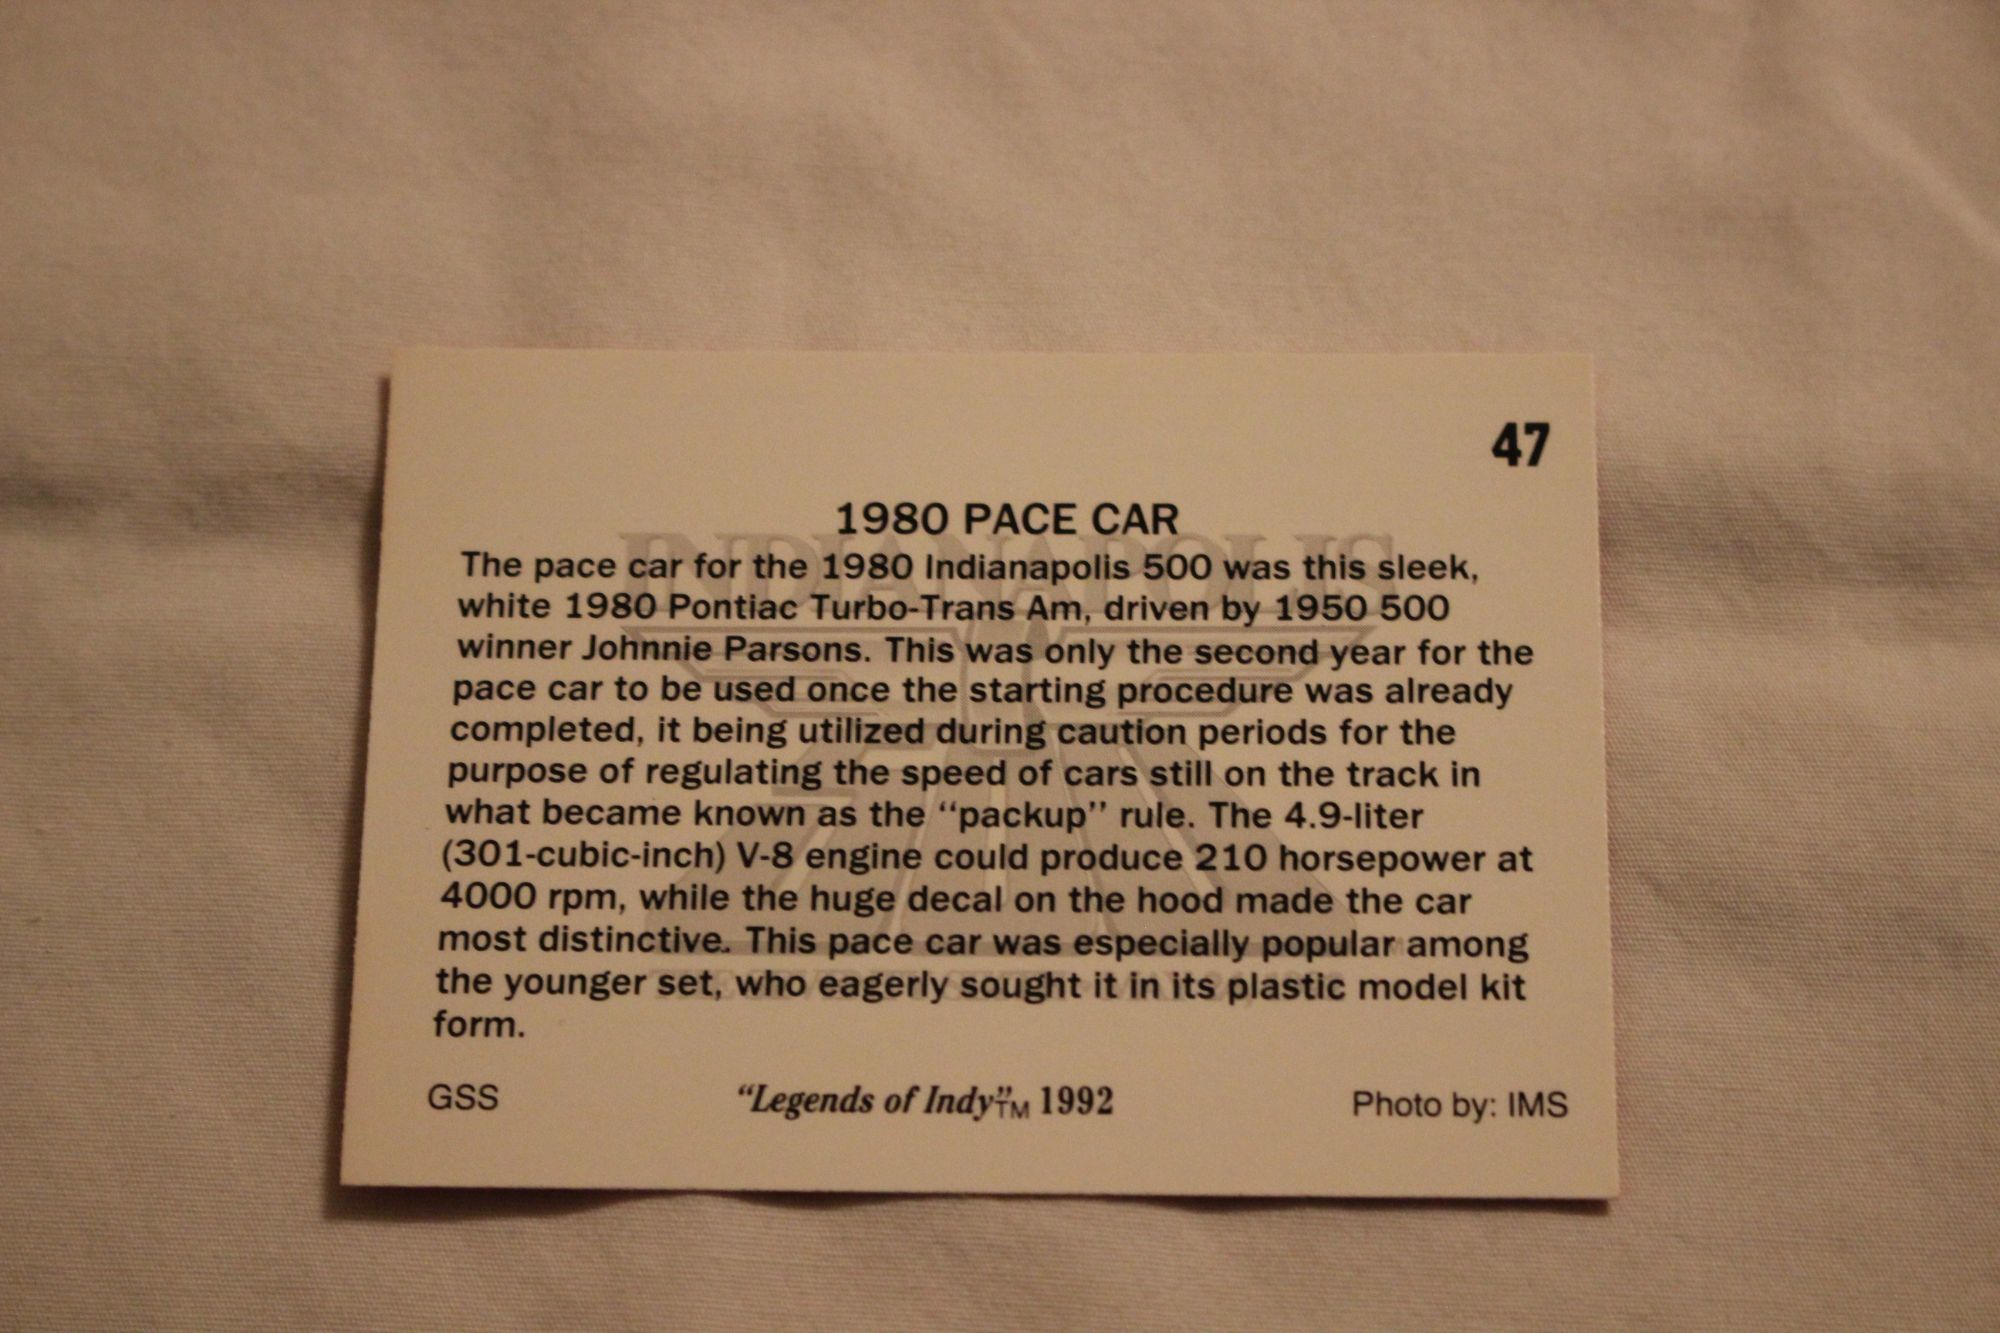 47
1980 PACE CAR
INDIANAPOLIS
The pace car for the 1980 Indianapolis 500 was this sleek,
white 1980 Pontiac Turbo-Trans Am, driven by 1950 500
winner Johnnie Parsons. This was only the second year for the
pace car to be used once the starting procedure was already
completed, it being utilized during caution periods for the
purpose of regulating the speed of cars still on the track in
what became known as the “packup” rule. The 4.9-liter
(301-cubic-inch) V-8 engine could produce 210 horsepower at
4000 rpm, while the huge decal on the hood made the car
most distinctive. This pace car was especially popular among
the younger set, who eagerly sought it in its plastic model kit
form.
GSS “Legends of Indy”TM 1992 Photo by: IMS